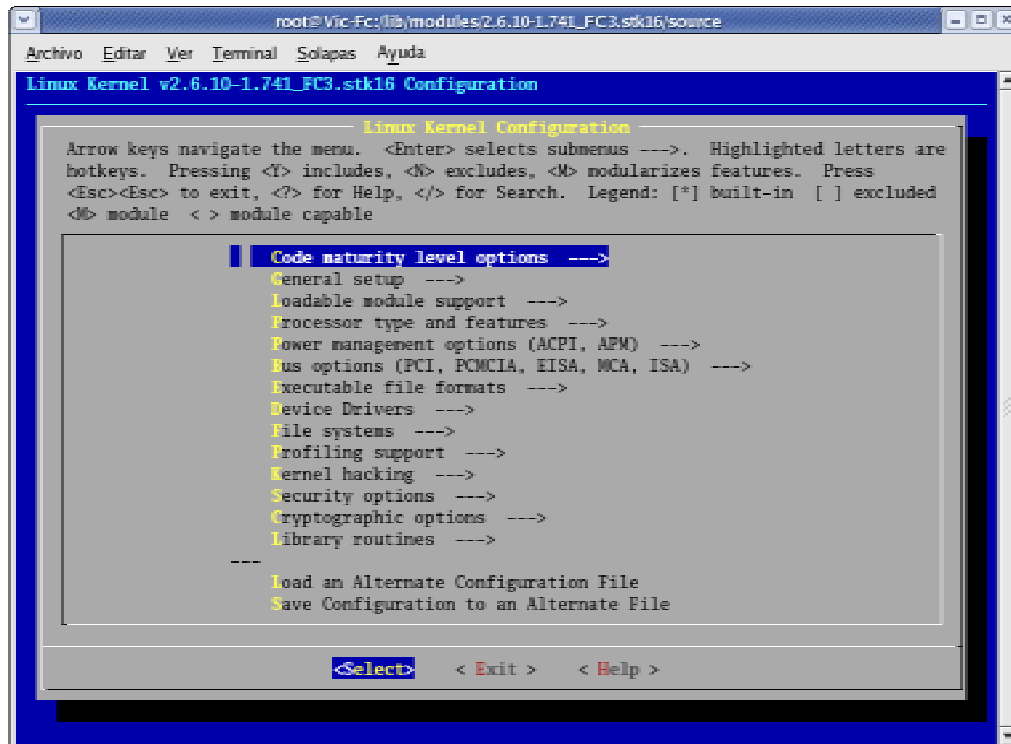 root@Vic-Fc:/lib/modules/2.6.10-1.741_FC3.stk16/source
Archivo Editar Ver Terminal Solapas Ayuda
Linux Kernel v2.6.10-1.741_FC3.stk16 Configuration
Linux Kernel Configuration
Arrow keys navigate the menu. <Enter> selects submenus --->. Highlighted letters are
hotkeys. Pressing <Y> includes, <N> excludes, <M> modularizes features. Press
<Esc><Esc> to exit, <?> for Help, </> for Search. Legend: [*] built-in [ ] excluded
<M> module < > module capable
Code maturity level options --->
General setup --->
Loadable module support --->
Processor type and features --->
Power management options (ACPI, APM) --->
Bus options (PCI, PCMCIA, EISA, MCA, ISA) --->
Executable file formats --->
Device Drivers --->
File systems --->
Profiling support --->
Kernel hacking --->
Security options --->
Cryptographic options --->
Library routines --->
---
Load an Alternate Configuration File
Save Configuration to an Alternate File
<Select> < Exit > < Help >